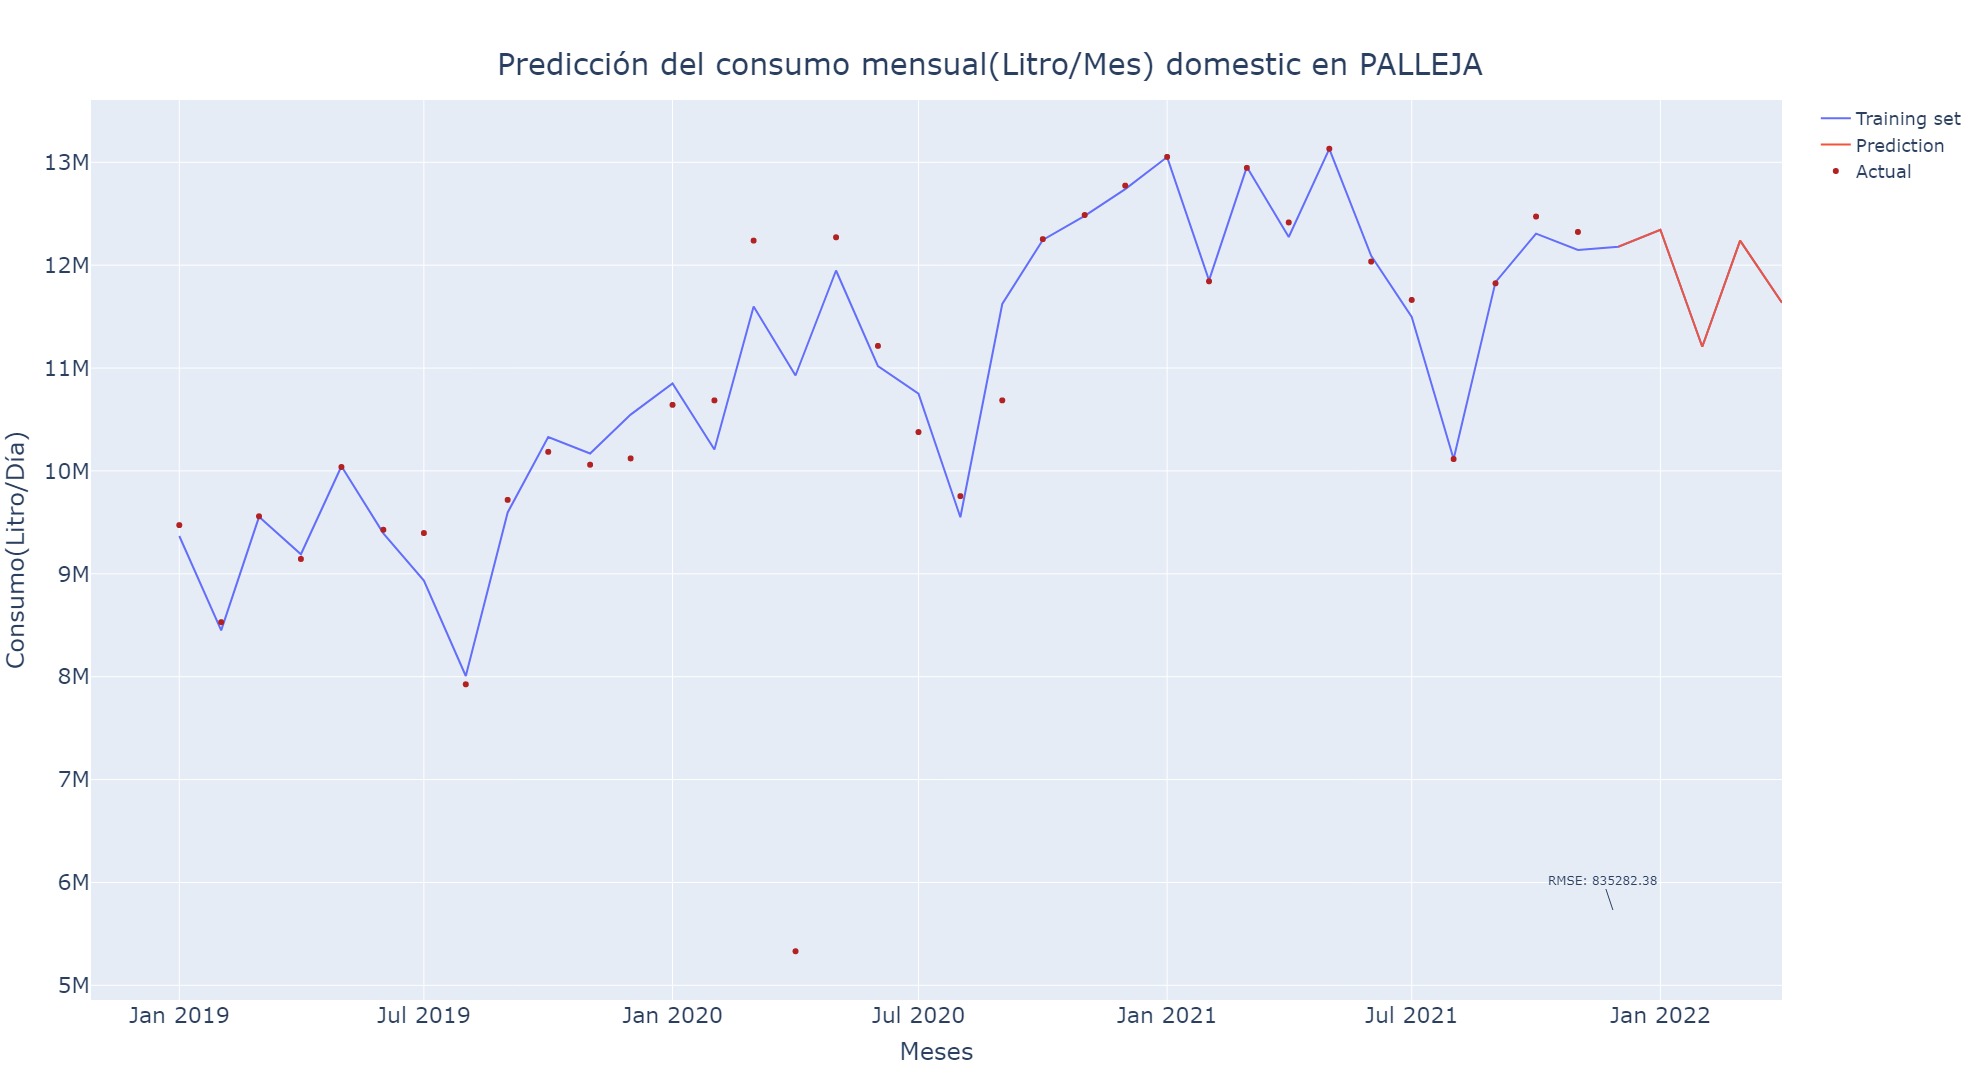 Predicción del consumo mensual(Litro/Mes) domestic en PALLEJA
Training set
Prediction
Actual
13M
12M
11M
10M
9M
8M
7M
6M
5M
Consumo(Litro/Día)
RMSE: 835282.38
Jan 2019
Jul 2019
Jan 2020
Jul 2020
Jan 2021
Jul 2021
Jan 2022
Meses